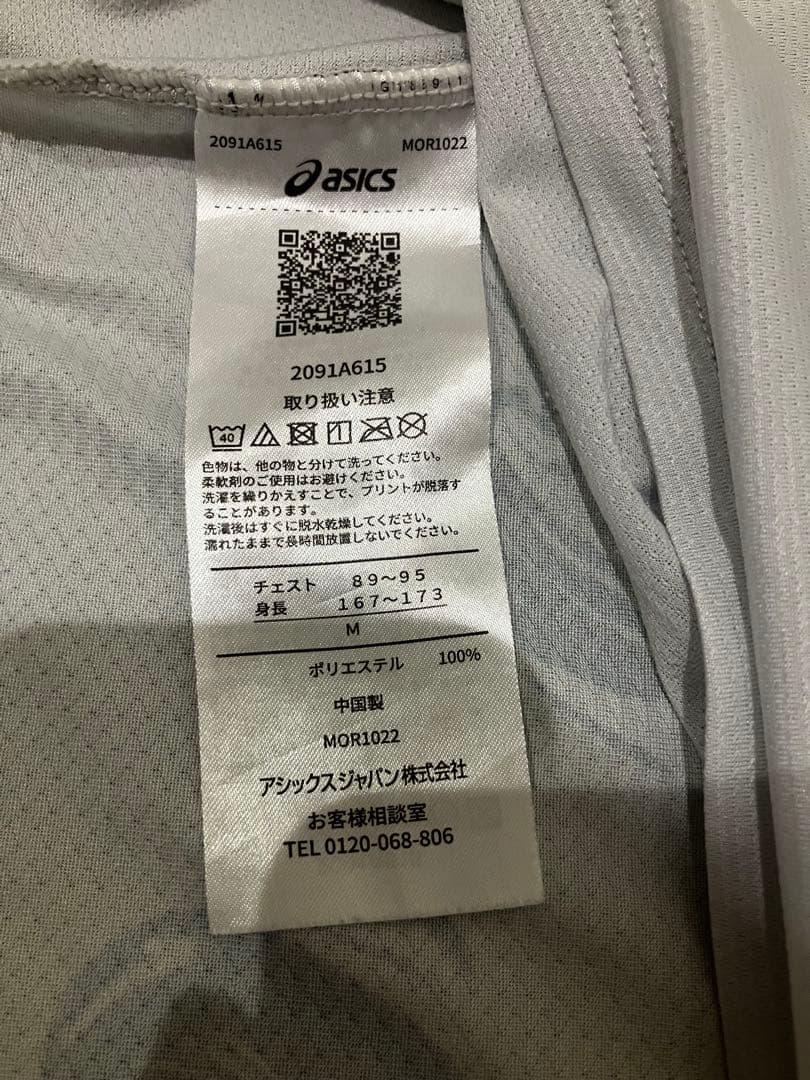 2091A615 MOR1022
asics
2091A615
取り扱い注意
40
色物は、他の物と分けて洗ってください。
柔軟剤のご使用はお避けください。
洗濯を繰りかえすことで、プリントが脱落す
ることがあります。
洗濯後はすぐに脱水乾燥してください。
濡れたままで長時間放置しないでください。
チェスト 89〜95
身長 167〜173
M
ポリエステル 100%
中国製
MOR1022
アシックスジャパン株式会社
お客様相談室
TEL 0120-068-806